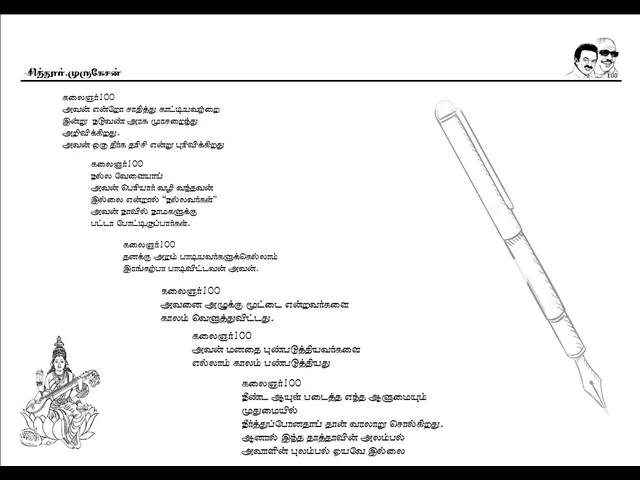 -சிந்தூர்.முருகேசன்
100
கலைஞர்100
அவன் என்றோ சாதித்து காட்டியவற்றை
இன்று நடுவண் அரசு முரசறைந்து
அறிவிக்கிறது.
அவன் ஒரு தீர்க தரிசி என்று புரிவிக்கிறது
கலைஞர்100
நல்ல வேளையாய்
அவன் பெரியார் வழி வந்தவன்
இல்லை என்றால் "நல்லவர்கள்"
அவன் நாவில் நாமகளுக்கு
பட்டா போட்டிருப்பார்கள்.
கலைஞர்100
தனக்கு அறம் பாடியவர்களுக்கெல்லாம்
இரங்கற்பா பாடிவிட்டவன் அவன்.
கலைஞர்100
அவனை அழுக்கு மூட்டை என்றவர்களை
காலம் வெளுத்துவிட்டது.
கலைஞர்100
அவன் மனதை புண்படுத்தியவர்களை
எல்லாம் காலம் பண்படுத்தியது
கலைஞர்100
நீண்ட ஆயுள் படைத்த எந்த ஆளுமையும்
முதுமையில்
நீர்த்துப்போனதாய் தான் வரலாறு சொல்கிறது.
ஆனால் இந்த தாத்தாவின் அலம்பல்
அவாளின் புலம்பல் ஓயவே இல்லை